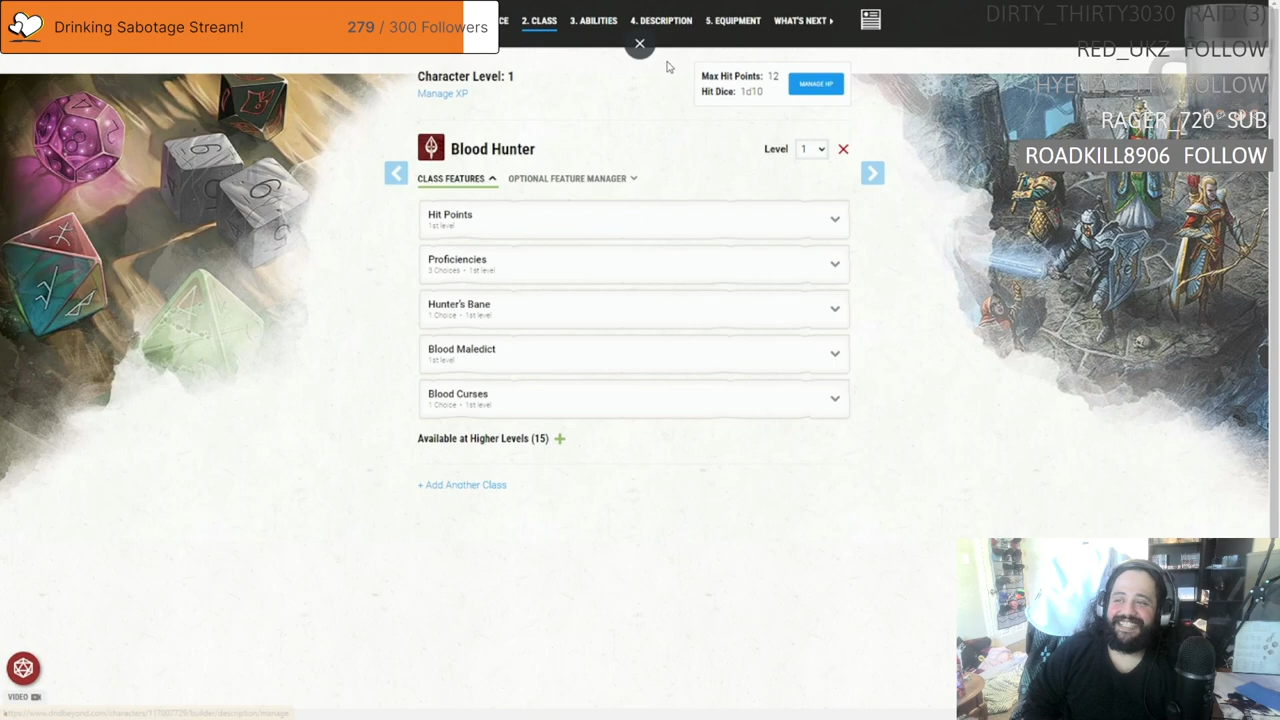 Drinking Sabotage Stream!
279 / 300 Followers
CE
2. CLASS
3. ABILITIES
4. DESCRIPTION
5. EQUIPMENT
WHAT'S NEXT
DIRTY_THIRTY3030 RAID (3)
RED_UKZ FOLLOW
FOLLOW
RAGER_720 SUB
ROADKILL8906 FOLLOW
Character Level: 1
Manage XP
Max Hit Points: 12
Hit Dice: 1d10
MANAGE HP
Blood Hunter
Level 1
CLASS FEATURES
OPTIONAL FEATURE MANAGER
Hit Points
1st level
Proficiencies
3 Choices • 1st level
Hunter's Bane
1 Choice • 1st level
Blood Maledict
1st level
Blood Curses
1 Choice • 1st level
Available at Higher Levels (15)
+ Add Another Class
VIDEO